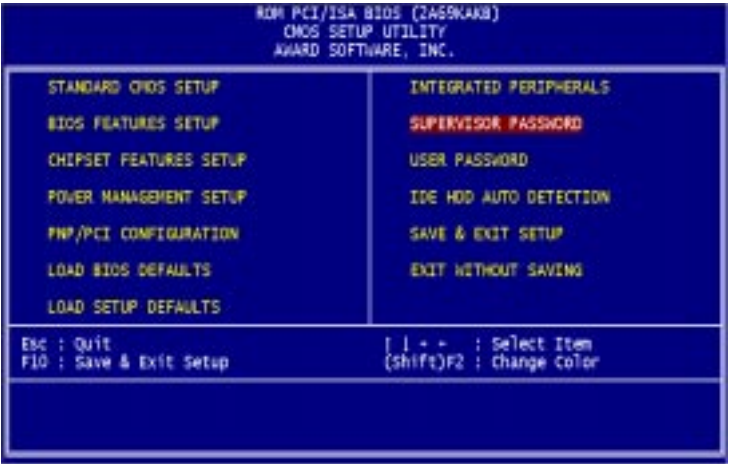 ROM PCI/ISA BIOS (2A69KAKB)
CMOS SETUP UTILITY
AWARD SOFTWARE, INC.
STANDARD CMOS SETUP
BIOS FEATURES SETUP
CHIPSET FEATURES SETUP
POWER MANAGEMENT SETUP
PNP/PCI CONFIGURATION
LOAD BIOS DEFAULTS
LOAD SETUP DEFAULTS
INTEGRATED PERIPHERALS
SUPERVISOR PASSWORD
USER PASSWORD
IDE HDD AUTO DETECTION
SAVE & EXIT SETUP
EXIT WITHOUT SAVING
Esc : Quit
F10 : Save & Exit Setup
: Select Item
(Shift)F2 : Change Color